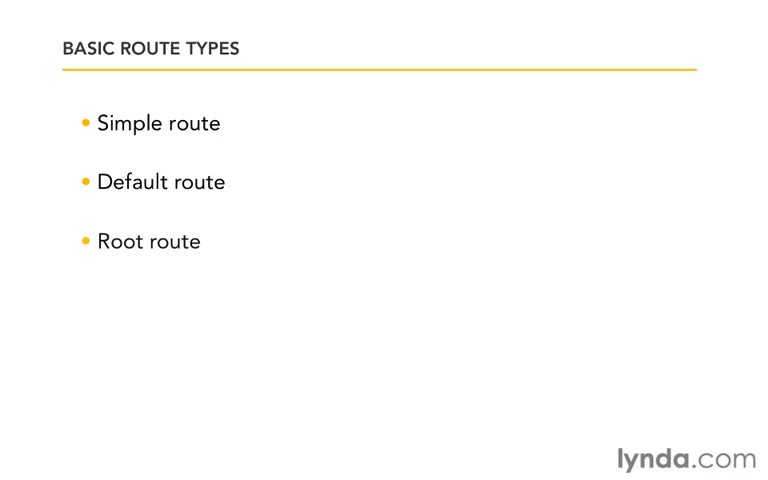 BASIC ROUTE TYPES
• Simple route
• Default route
• Root route
lynda.com